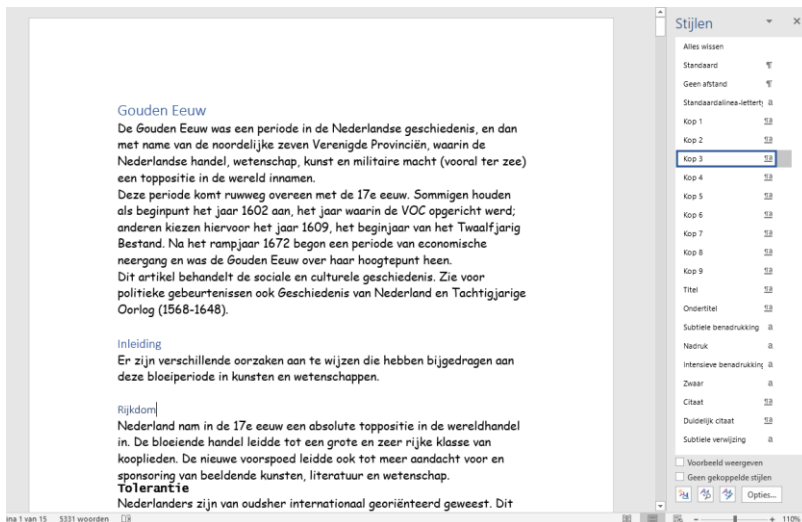 Gouden Eeuw
De Gouden Eeuw was een periode in de Nederlandse geschiedenis, en dan
met name van de noordelijke zeven Verenigde Provinciën, waarin de
Nederlandse handel, wetenschap, kunst en militaire macht (vooral ter zee)
een toppositie in de wereld innamen.
Deze periode komt ruwweg overeen met de 17e eeuw. Sommigen houden
als beginpunt het jaar 1602 aan, het jaar waarin de VOC opgericht werd;
anderen kiezen hiervoor het jaar 1609, het beginjaar van het Twaalfjarig
Bestand. Na het rampjaar 1672 begon een periode van economische
neergang en was de Gouden Eeuw over haar hoogtepunt heen.
Dit artikel behandelt de sociale en culturele geschiedenis. Zie voor
politieke gebeurtenissen ook Geschiedenis van Nederland en Tachtigjarige
Oorlog (1568-1648).
Inleiding
Er zijn verschillende oorzaken aan te wijzen die hebben bijgedragen aan
deze bloeiperiode in kunsten en wetenschappen.
Rijkdom
Nederland nam in de 17e eeuw een absolute toppositie in de wereldhandel
in. De bloeiende handel leidde tot een grote en zeer rijke klasse van
kooplieden. De nieuwe voorspoed leidde ook tot meer aandacht voor en
sponsoring van beeldende kunsten, literatuur en wetenschap.
Tolerantie
Nederlanders zijn van oudsher internationaal georiënteerd geweest. Dit
ina 1 van 15 5331 woorden
Stijlen
Alles wissen
Standaard ¶
Geen afstand ¶
Standaardalinea-lettert a
Kop 1 ¶a
Kop 2 ¶a
Kop 3 ¶a
Kop 4 ¶a
Kop 5 ¶a
Kop 6 ¶a
Kop 7 ¶a
Kop 8 ¶a
Kop 9 ¶a
Titel ¶a
Ondertitel ¶a
Subtiele benadrukking a
Nadruk a
Intensieve benadrukking a
Zwaar a
Citaat ¶a
Duidelijk citaat ¶a
Subtiele verwijzing a
Voorbeeld weergeven
Geen gekoppelde stijlen
Opties...
110%